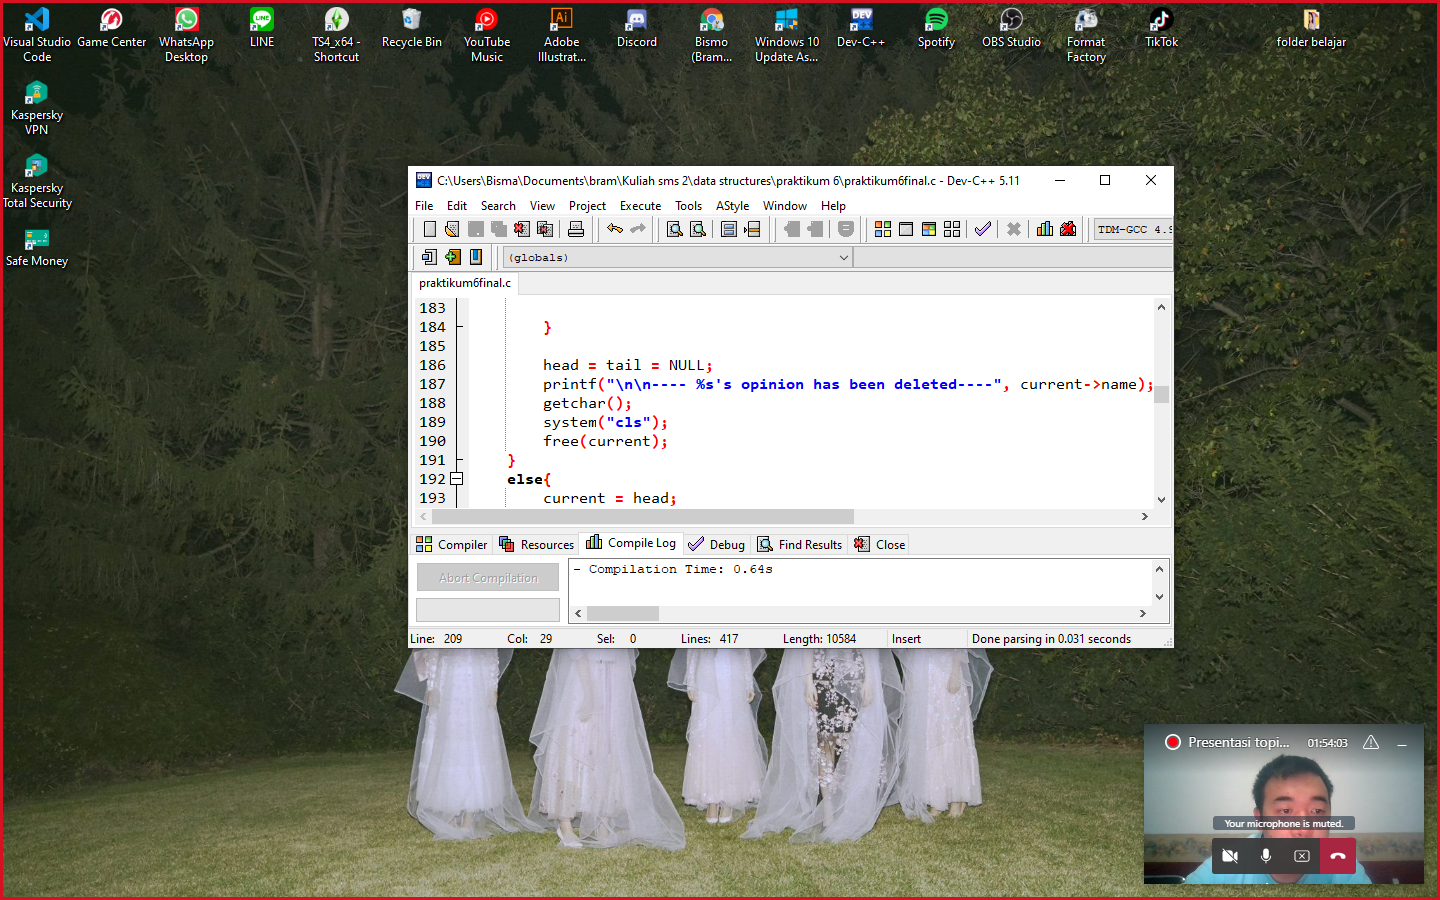 Visual Studio Code
Game Center
WhatsApp Desktop
LINE
TS4_x64 - Shortcut
Recycle Bin
YouTube Music
Adobe Illustrat...
Discord
Bismo (Bram...
Windows 10 Update As...
Dev-C++
Spotify
OBS Studio
Format Factory
TikTok
folder belajar
Kaspersky VPN
Kaspersky Total Security
Safe Money
C:\Users\Bisma\Documents\bram\Kuliah sms 2\data structures\praktikum 6\praktikum6final.c - Dev-C++ 5.11
File Edit Search View Project Execute Tools AStyle Window Help
TDM-GCC 4.9
(globals)
praktikum6final.c
183
184 }
185
186 head = tail = NULL;
187 printf("\n\n---- %s's opinion has been deleted----", current->name);
188 getchar();
189 system("cls");
190 free(current);
191 }
192 else{
193 current = head;
Compiler Resources Compile Log Debug Find Results Close
Abort Compilation
- Compilation Time: 0.64s
Line: 209 Col: 29 Sel: 0 Lines: 417 Length: 10584 Insert Done parsing in 0.031 seconds
Presentasi topi... 01:54:03
Your microphone is muted.